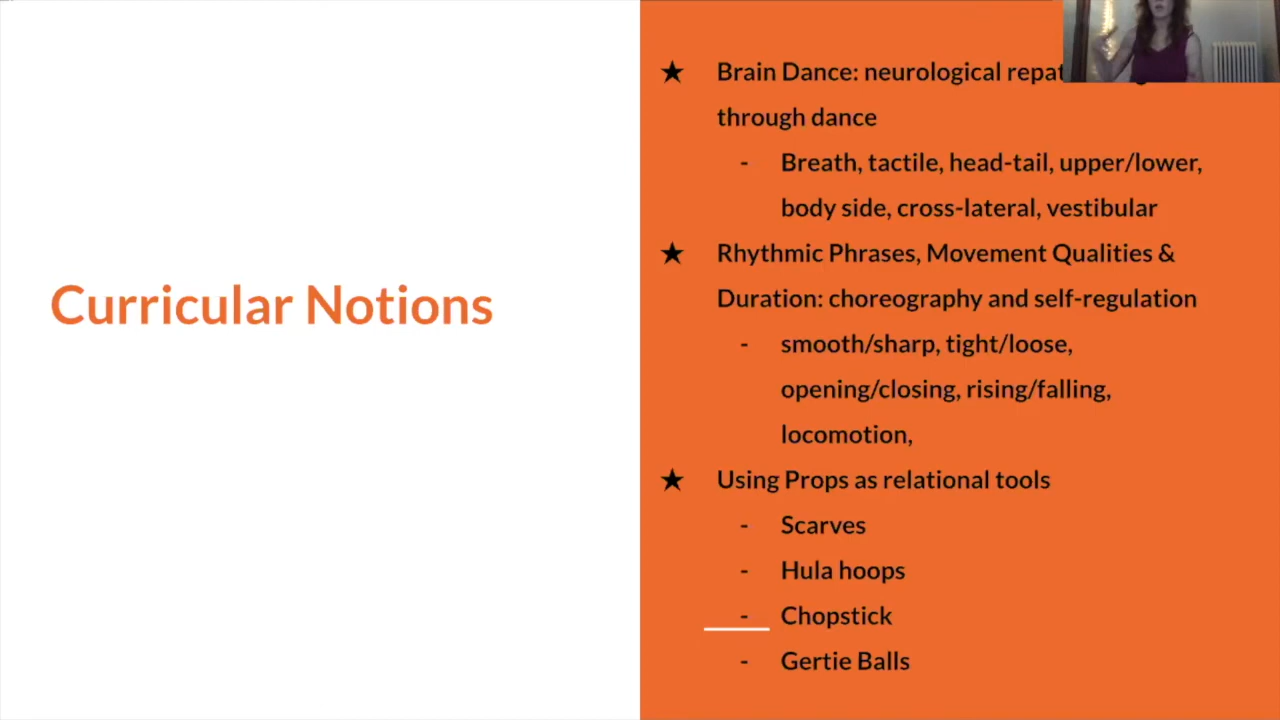 Curricular Notions
★ Brain Dance: neurological
through dance
- Breath, tactile, head-tail, upper/lower,
body side, cross-lateral, vestibular
★ Rhythmic Phrases, Movement Qualities &
Duration: choreography and self-regulation
- smooth/sharp, tight/loose,
opening/closing, rising/falling,
locomotion,
★ Using Props as relational tools
- Scarves
- Hula hoops
- Chopstick
- Gertie Balls